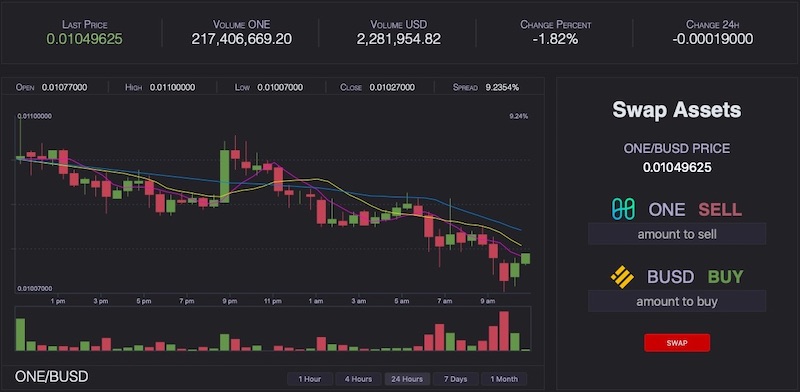 LAST PRICE VOLUME ONE VOLUME USD CHANGE PERCENT CHANGE 24H
0.01049625 217,406,669.20 2,281,954.82 -1.82% -0.00019000
OPEN 0.01077000 HIGH 0.01100000 LOW 0.01007000 CLOSE 0.01027000 SPREAD 9.2354%
0.01100000 9.24%
0.01007000
1 pm 3 pm 5 pm 7 pm 9 pm 11 pm 1 am 3 am 5 am 7 am 9 am
ONE/BUSD 1 Hour 4 Hours 24 Hours 7 Days 1 Month
Swap Assets
ONE/BUSD PRICE
0.01049625
ONE SELL
amount to sell
BUSD BUY
amount to buy
SWAP